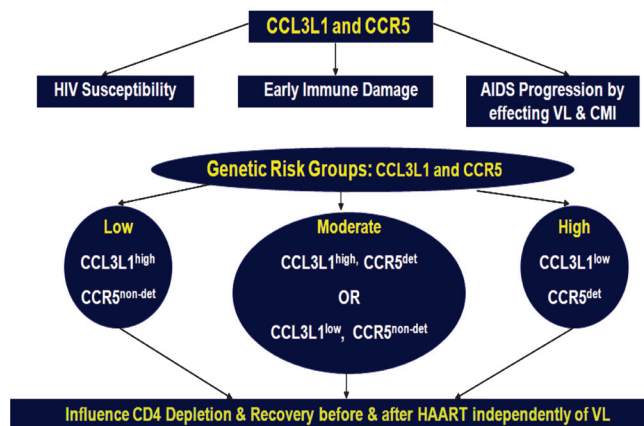 CCL3L1 and CCR5
HIV Susceptibility
Early Immune Damage
AIDS Progression by
effecting VL & CMI
Genetic Risk Groups: CCL3L1 and CCR5
Low
CCL3L1high
CCR5non-det
Moderate
CCL3L1high, CCR5det
OR
CCL3L1low, CCR5non-det
High
CCL3L1low
CCR5det
Influence CD4 Depletion & Recovery before & after HAART independently of VL